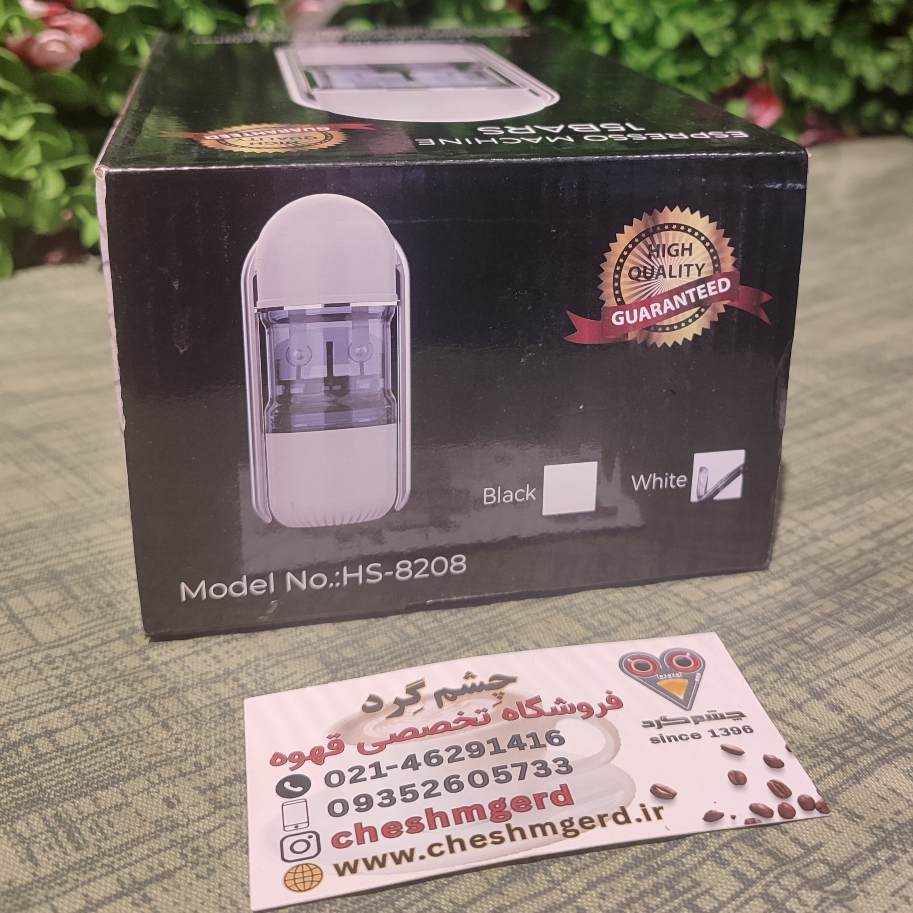 ESPRESSO MACHINE
15BARS
GUARANTEED
HIGH
QUALITY
GUARANTEED
Black
White
Model No.:HS-8208
چشم گرد
فروشگاه تخصصی قهوه
021-46291416
09352605733
cheshmgerd
www.cheshmgerd.ir
چشم گرد
since 1396